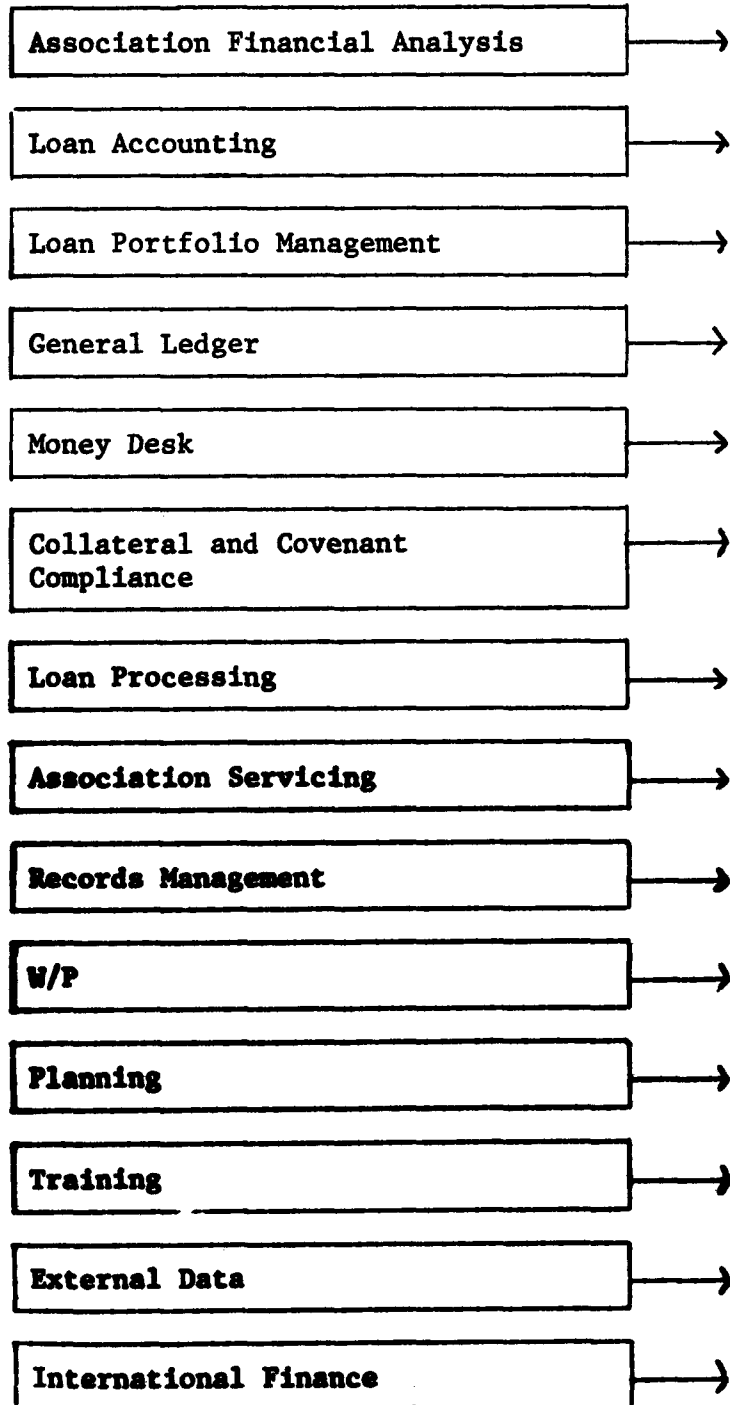 Association Financial Analysis
Loan Accounting
Loan Portfolio Management
General Ledger
Money Desk
Collateral and Covenant
Compliance
Loan Processing
Association Servicing
Records Management
W/P
Planning
Training
External Data
International Finance